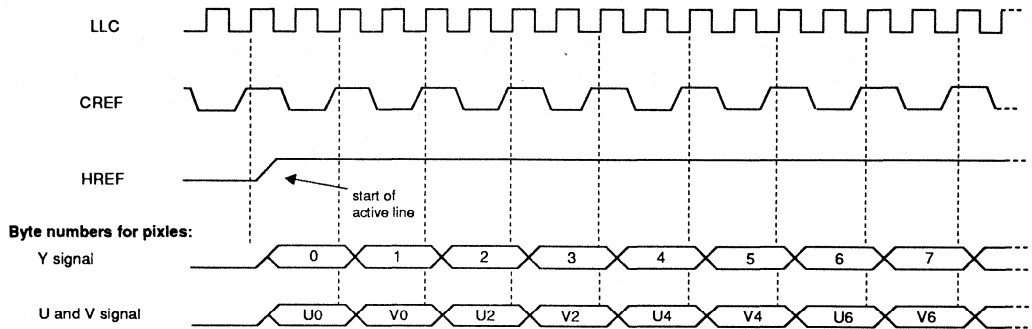 LLC
CREF
HREF
start of
active line
Byte numbers for pixles:
Y signal
0 1 2 3 4 5 6 7
U and V signal
U0 V0 U2 V2 U4 V4 U6 V6